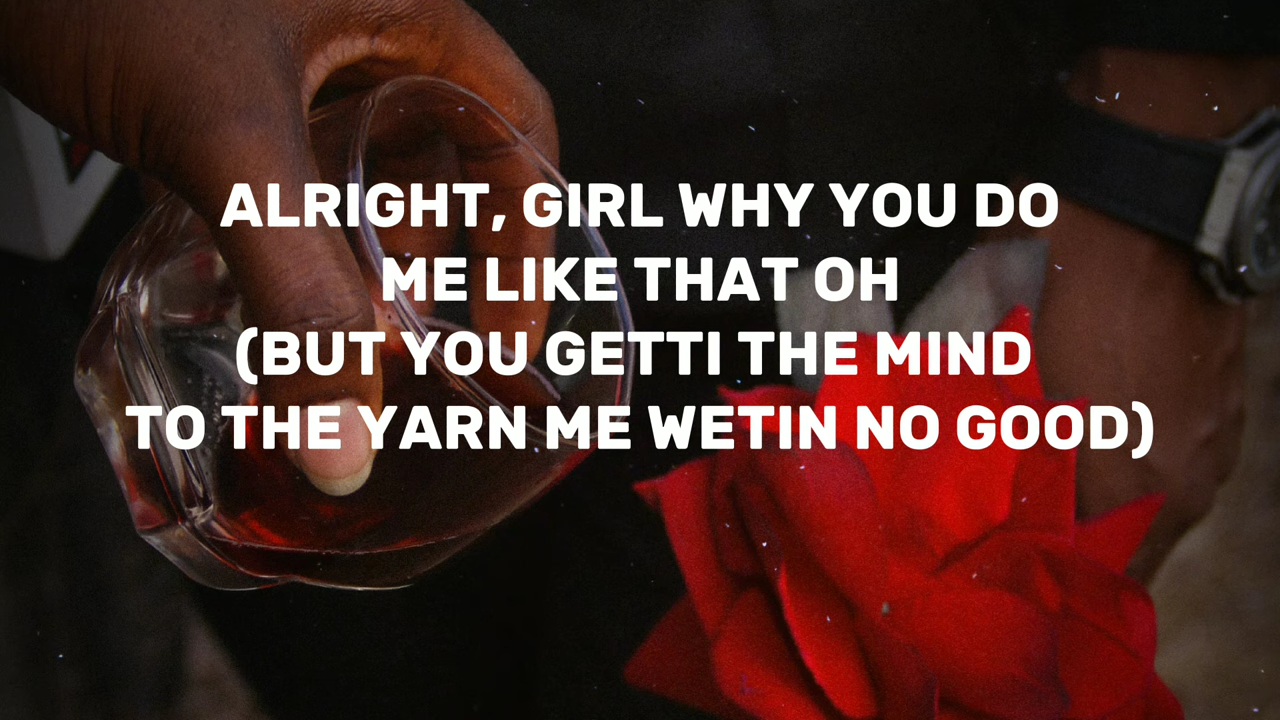 ALRIGHT, GIRL WHY YOU DO
ME LIKE THAT OH
(BUT YOU GETTI THE MIND
TO THE YARN ME WETIN NO GOOD)